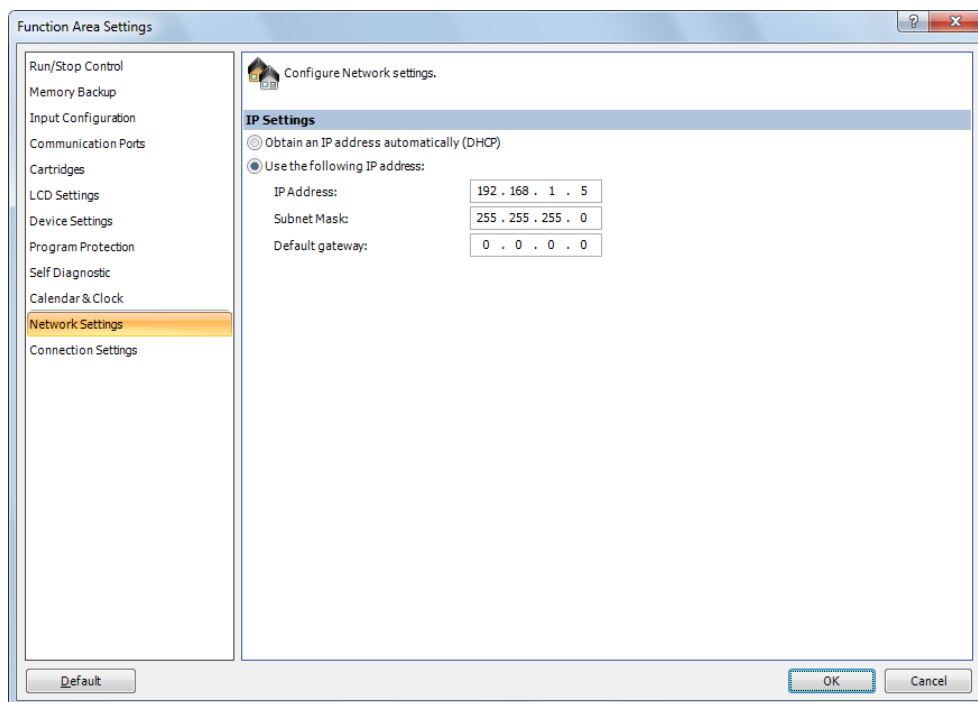 Function Area Settings
Run/Stop Control
Memory Backup
Input Configuration
Communication Ports
Cartridges
LCD Settings
Device Settings
Program Protection
Self Diagnostic
Calendar & Clock
Network Settings
Connection Settings
Configure Network settings.
IP Settings
Obtain an IP address automatically (DHCP)
Use the following IP address:
IP Address: 192 . 168 . 1 . 5
Subnet Mask: 255 . 255 . 255 . 0
Default gateway: 0 . 0 . 0 . 0
Default
OK
Cancel